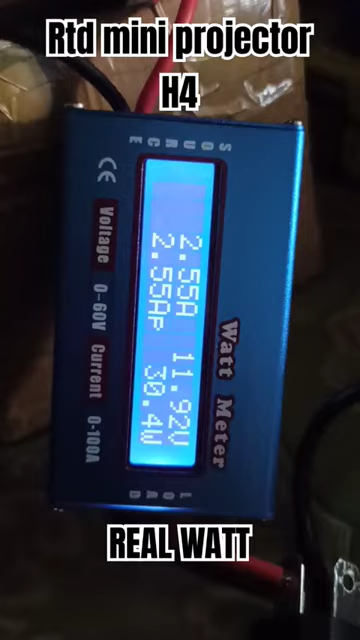 Rtd mini projector
H4
SOURCE
CE
Voltage 0-60V Current 0-100A
2.55A 11.92V
2.55Ap 30.4W
Watt Meter
LOAD
REAL WATT